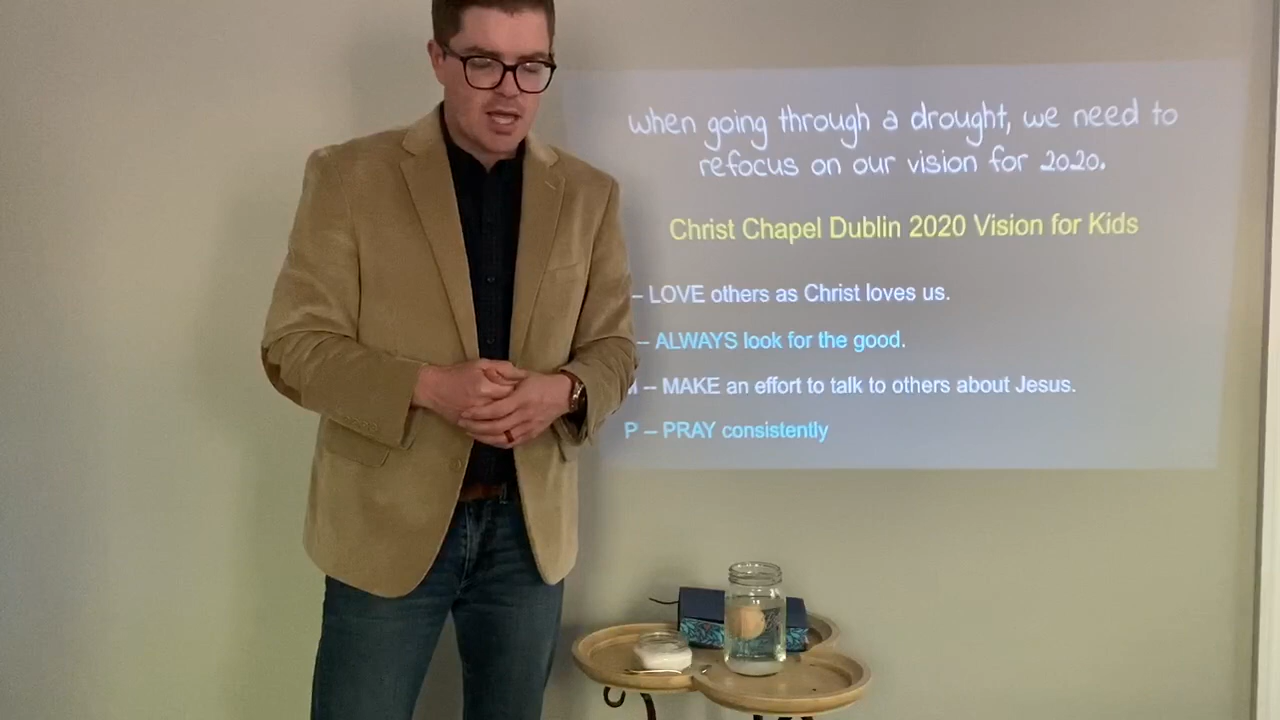 when going through a drought, we need to
refocus on our vision for 2020.
Christ Chapel Dublin 2020 Vision for Kids
– LOVE others as Christ loves us.
– ALWAYS look for the good.
– MAKE an effort to talk to others about Jesus.
P – PRAY consistently